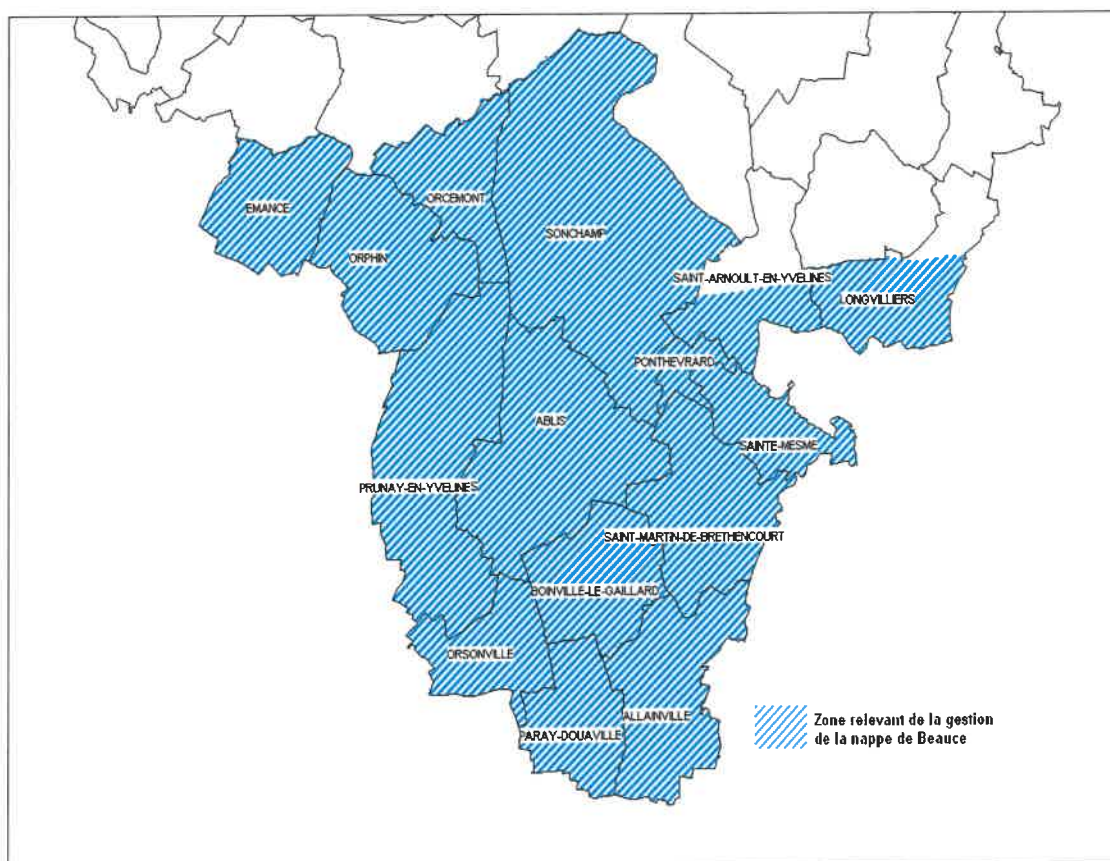 ORCEMONT
EMANCE
SONCHAMP
ORPHIN
SAINT-ARNOULT-EN-YVELINES
LONGVILLIERS
PONTHEVRARD
ABLIS
SAINTE-MESME
PRUNAY-EN-YVELINES
SAINT-MARTIN-DE-BRETHENCOURT
BOINVILLE-LE-GAILLARD
ORSONVILLE
ALLAINVILLE
PARAY-DOUAVILLE
Zone relevant de la gestion
de la nappe de Beauce